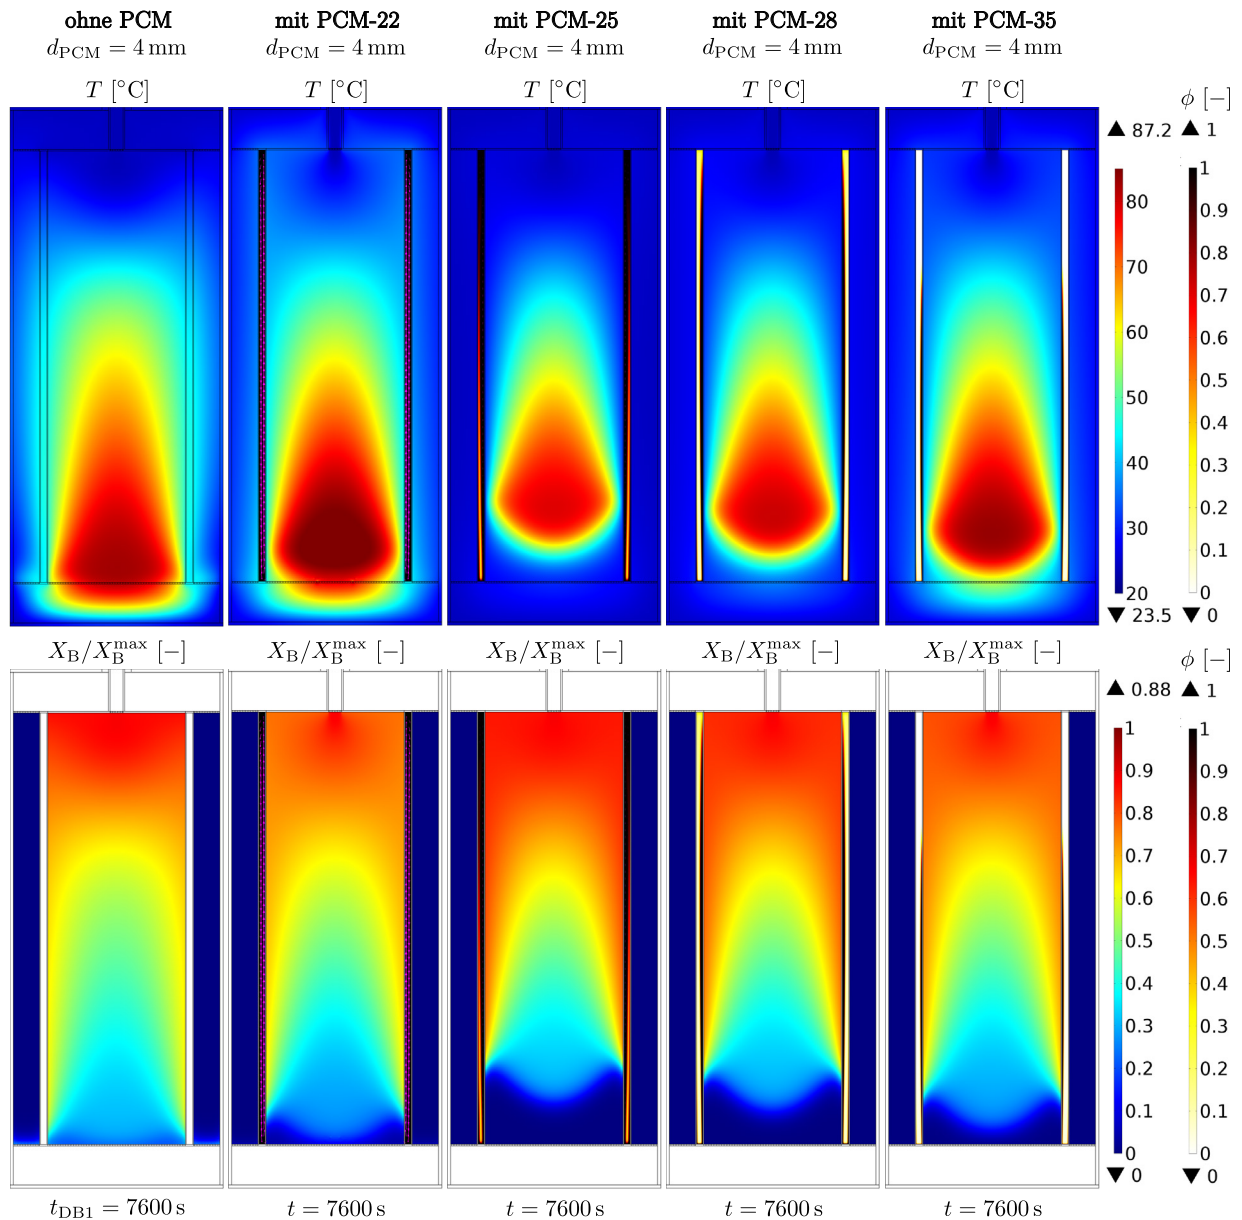 ohne PCM mit PCM-22 mit PCM-25 mit PCM-28 mit PCM-35
d_PCM = 4 mm d_PCM = 4 mm d_PCM = 4 mm d_PCM = 4 mm d_PCM = 4 mm
T [°C] T [°C] T [°C] T [°C] T [°C] ϕ [−]
▲ 87.2 ▲ 1
1
80 0.9
0.8
70 0.7
60 0.6
0.5
50 0.4
40 0.3
0.2
30 0.1
20 0
▼ 23.5 ▼ 0
X_B/X_B^max [−] X_B/X_B^max [−] X_B/X_B^max [−] X_B/X_B^max [−] X_B/X_B^max [−] ϕ [−]
▲ 0.88 ▲ 1
1 1
0.9 0.9
0.8 0.8
0.7 0.7
0.6 0.6
0.5 0.5
0.4 0.4
0.3 0.3
0.2 0.2
0.1 0.1
0 0
▼ 0 ▼ 0
t_DB1 = 7600 s t = 7600 s t = 7600 s t = 7600 s t = 7600 s